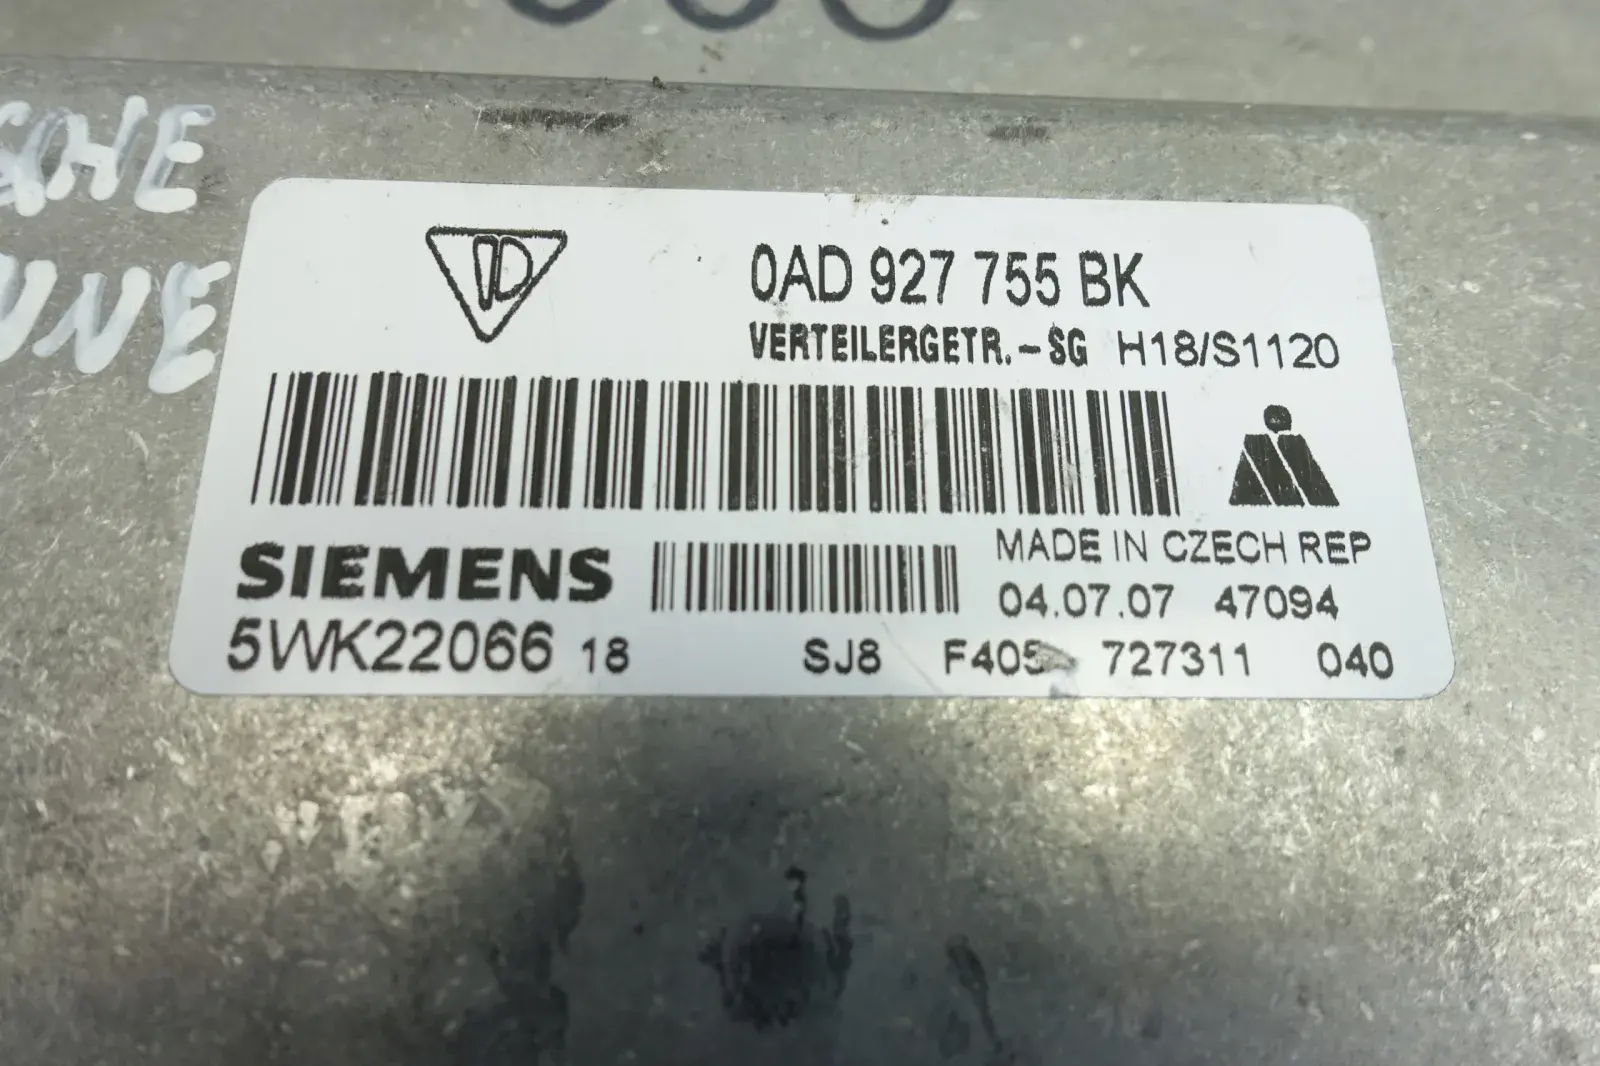 0AD 927 755 BK
VERTEILERGETR.-SG H18/S1120
MADE IN CZECH REP
SIEMENS
04.07.07 47094
5WK22066 18 SJ8 F405 727311 040